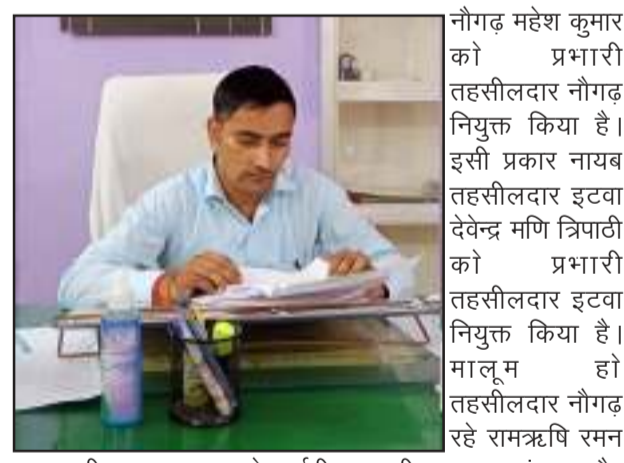 नौगढ़ महेश कुमार
को प्रभारी
तहसीलदार नौगढ़
नियुक्त किया है।
इसी प्रकार नायब
तहसीलदार इटवा
देवेन्द्र मणि त्रिपाठी
को प्रभारी
तहसीलदार इटवा
नियुक्त किया है।
मालूम हो
तहसीलदार नौगढ़
रहे रामऋषि रमन